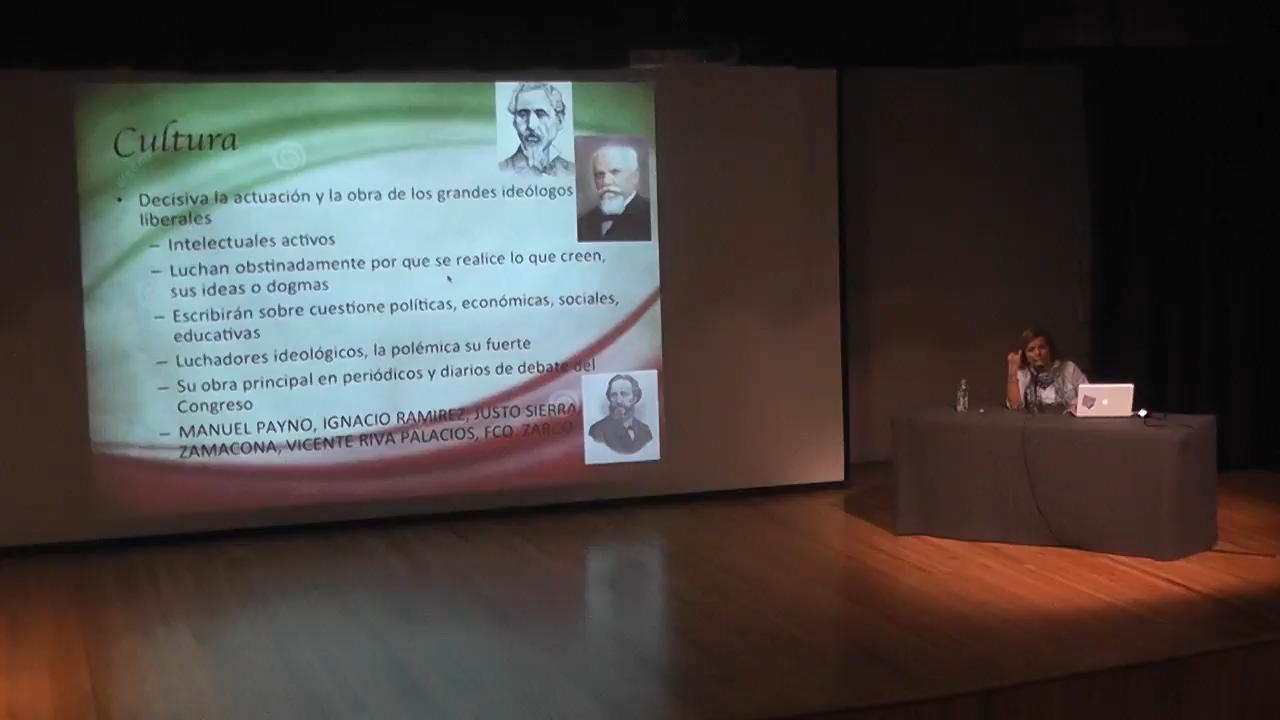 Cultura
• Decisiva la actuación y la obra de los grandes ideólogos
liberales
– Intelectuales activos
– Luchan obstinadamente por que se realice lo que creen,
sus ideas o dogmas
– Escribirán sobre cuestione políticas, económicas, sociales,
educativas
– Luchadores ideológicos, la polémica su fuerte
– Su obra principal en periódicos y diarios de debate del
Congreso
– MANUEL PAYNO, IGNACIO RAMIREZ, JUSTO SIERRA,
ZAMACONA, VICENTE RIVA PALACIOS, FCO. ZARCO